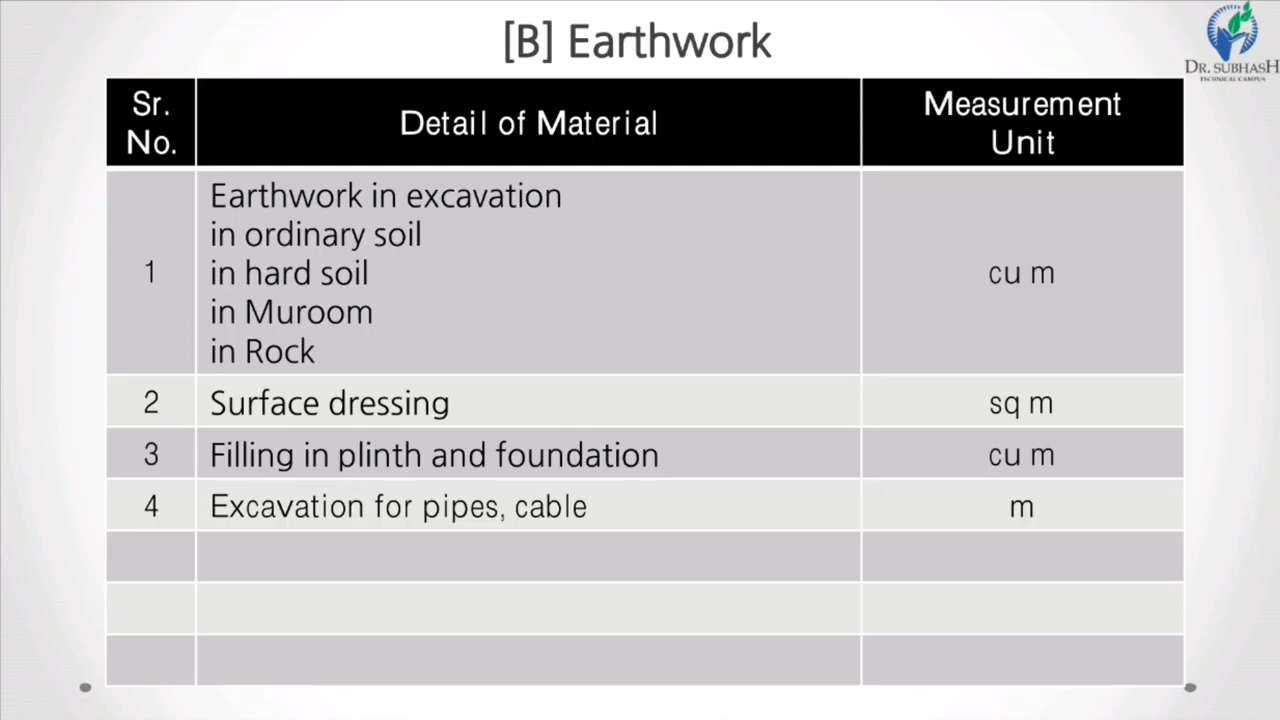 [B] Earthwork
DR. SUBHASH
TECHNICAL CAMPUS
Sr. No. Detail of Material Measurement Unit
1 Earthwork in excavation
in ordinary soil
in hard soil
in Muroom
in Rock
cu m
2 Surface dressing sq m
3 Filling in plinth and foundation cu m
4 Excavation for pipes, cable m